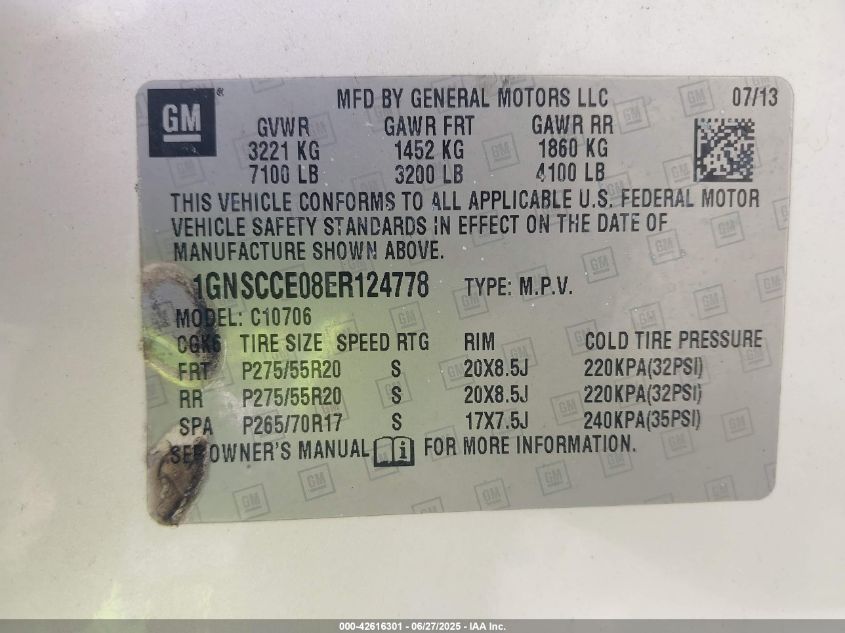 GM ® MFD BY GENERAL MOTORS LLC 07/13
GVWR GAWR FRT GAWR RR
3221 KG 1452 KG 1860 KG
7100 LB 3200 LB 4100 LB
THIS VEHICLE CONFORMS TO ALL APPLICABLE U.S. FEDERAL MOTOR
VEHICLE SAFETY STANDARDS IN EFFECT ON THE DATE OF
MANUFACTURE SHOWN ABOVE.
1GNSCCE08ER124778 TYPE: M.P.V.
MODEL: C10706
CGK6 TIRE SIZE SPEED RTG RIM COLD TIRE PRESSURE
FRT P275/55R20 S 20X8.5J 220KPA(32PSI)
RR P275/55R20 S 20X8.5J 220KPA(32PSI)
SPA P265/70R17 S 17X7.5J 240KPA(35PSI)
SEE OWNER'S MANUAL FOR MORE INFORMATION.
000-42616301 - 06/27/2025 - IAA Inc.